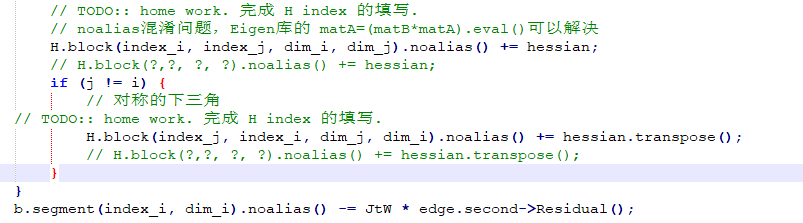 // TODO:: home work. 完成 H index 的填写.
// noalias混淆问题，Eigen库的 matA=(matB*matA).eval()可以解决
H.block(index_i, index_j, dim_i, dim_j).noalias() += hessian;
// H.block(?,?, ?, ?).noalias() += hessian;
if (j != i) {
// 对称的下三角
// TODO:: home work. 完成 H index 的填写.
H.block(index_j, index_i, dim_j, dim_i).noalias() += hessian.transpose();
// H.block(?,?, ?, ?).noalias() += hessian.transpose();
}
}
b.segment(index_i, dim_i).noalias() -= JtW * edge.second->Residual();